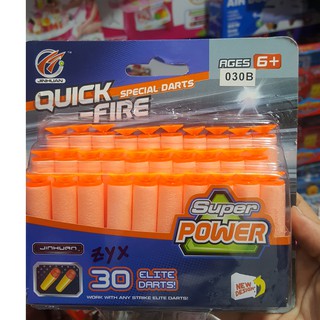 JINHUAN
AGES 6+
030B
QUICK
-FIRE
SPECIAL DARTS
Super
POWER
JINHUAN
ZYX
30 ELITE
DARTS!
WORK WITH ANY STRIKE ELITE DARTS!
NEW
DESIGN